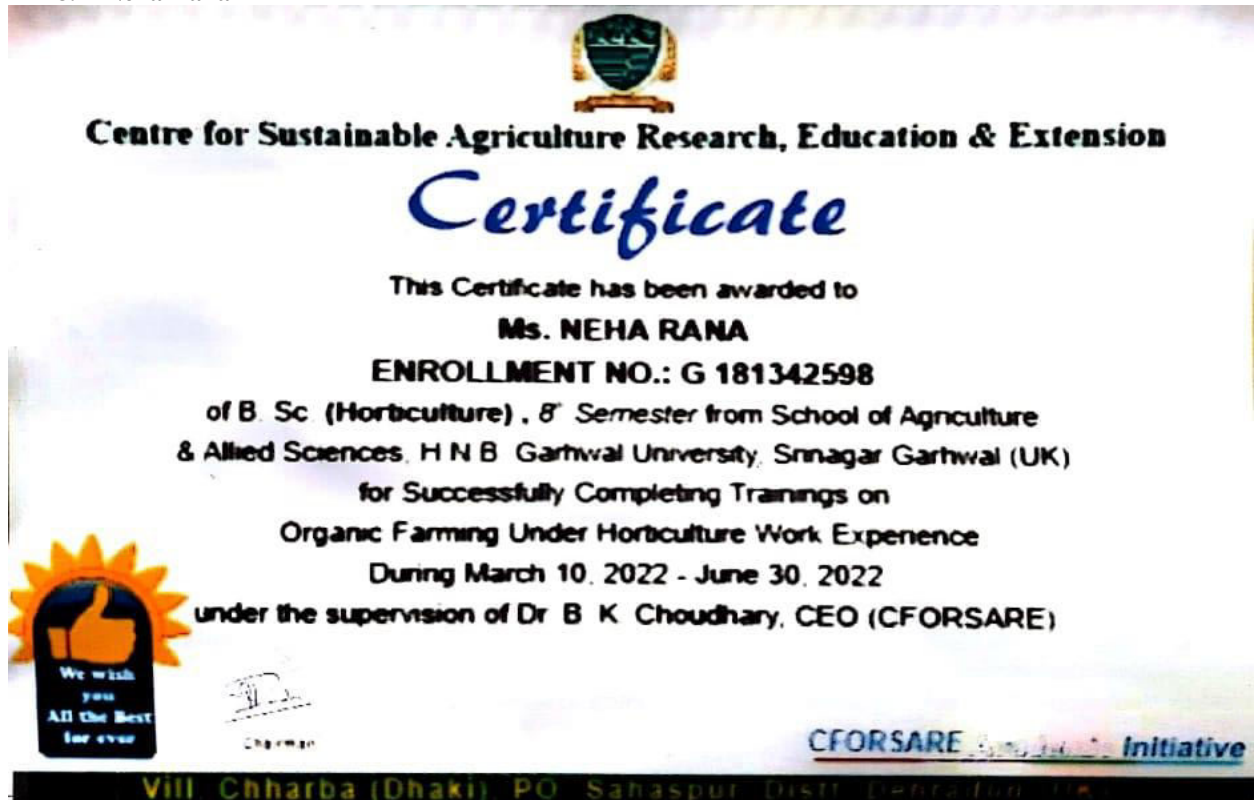 Centre for Sustainable Agriculture Research, Education & Extension
Certificate
This Certificate has been awarded to
Ms. NEHA RANA
ENROLLMENT NO.: G 181342598
of B. Sc. (Horticulture), 8 Semester from School of Agriculture
& Allied Sciences, H N B Garhwal University, Srinagar Garhwal (UK)
for Successfully Completing Trainings on
Organic Farming Under Horticulture Work Experience
During March 10, 2022 - June 30, 2022
under the supervision of Dr B K Choudhary, CEO (CFORSARE)
We wish
you
All the Best
for ever
Chairman
CFORSARE Initiative
Vill Chharba (Dhaki) PO Sahaspur Distt Dehradun (UK)